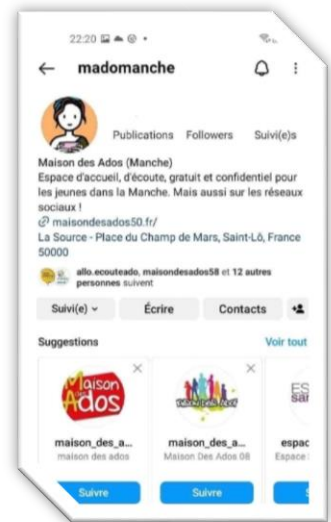 22:20
madomanche
Publications Followers Suivi(e)s
Maison des Ados (Manche)
Espace d'accueil, d'écoute, gratuit et confidentiel pour
les jeunes dans la Manche. Mais aussi sur les réseaux
sociaux !
maisondesados50.fr/
La Source - Place du Champ de Mars, Saint-Lô, France
50000
allo.ecouteado, maisondesados58 et 12 autres
personnes suivent
Suivi(e) Écrire Contacts
Suggestions Voir tout
Maison des Ados
maison_des_a... maison_des_a... espac
maison des ados Maison Des Ados 08 Espace
Suivre Suivre